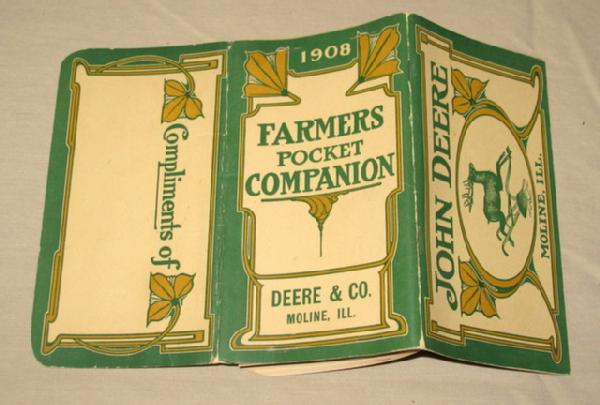 Compliments of
1908
FARMERS
POCKET
COMPANION
DEERE & CO.
MOLINE, ILL.
JOHN DEERE
MOLINE, ILL.